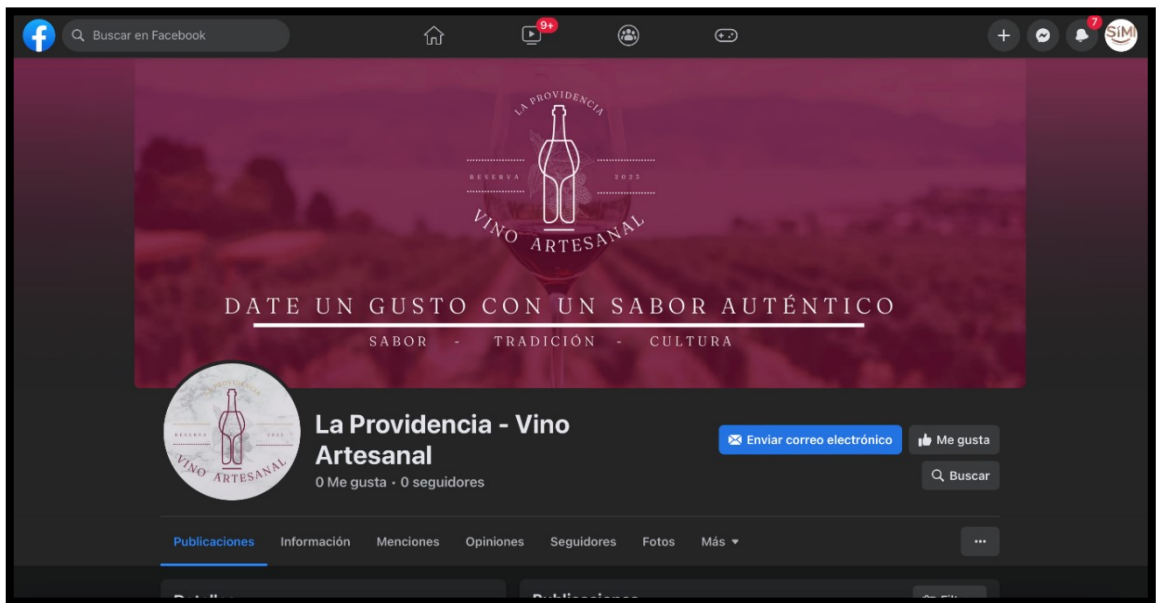 Buscar en Facebook
9+
7
SiMI
LA PROVIDENCIA
RESERVA 2023
VINO ARTESANAL
DATE UN GUSTO CON UN SABOR AUTÉNTICO
SABOR - TRADICIÓN - CULTURA
RESERVA
VINO ARTESANAL
La Providencia - Vino
Artesanal
0 Me gusta · 0 seguidores
Enviar correo electrónico
Me gusta
Buscar
Publicaciones Información Menciones Opiniones Seguidores Fotos Más